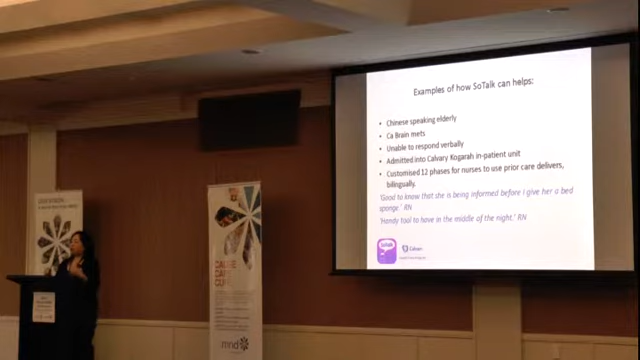 Examples of how SoTalk can helps:
• Chinese speaking elderly
• Ca Brain mets
• Unable to respond verbally
• Admitted into Calvary Kogarah in-patient unit
• Customised 12 phases for nurses to use prior care delivers,
bilingually.
'Good to know that she is being informed before I give her a bed
sponge.' RN
'Handy tool to have in the middle of the night.' RN
SoTalk
Calvary
CAUSE
CARE
CURE
mnd